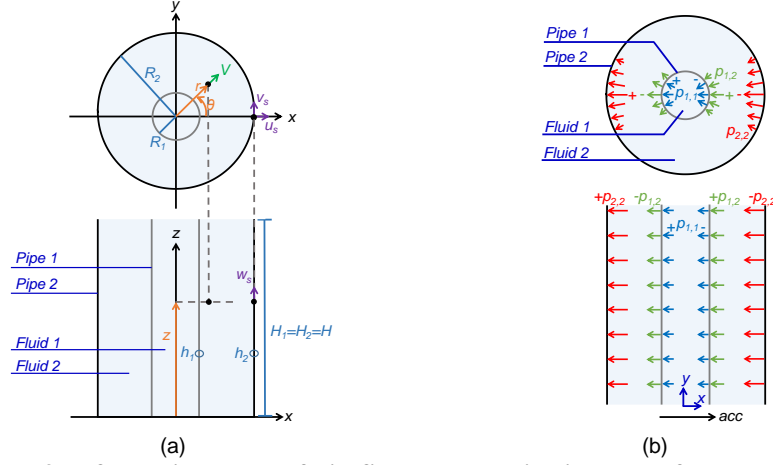 y
R2
V
r
θ
vs
x
us
R1
z
ws
Pipe 1
Pipe 2
H1=H2=H
z
Fluid 1
h1
h2
Fluid 2
x
(a)
Pipe 1
Pipe 2
+ -
p1,2
+ - p1,1 + -
Fluid 1
p2,2
Fluid 2
+p2,2 -p1,2 +p1,2 -p2,2
p1,1
+ -
y
x
acc
(b)